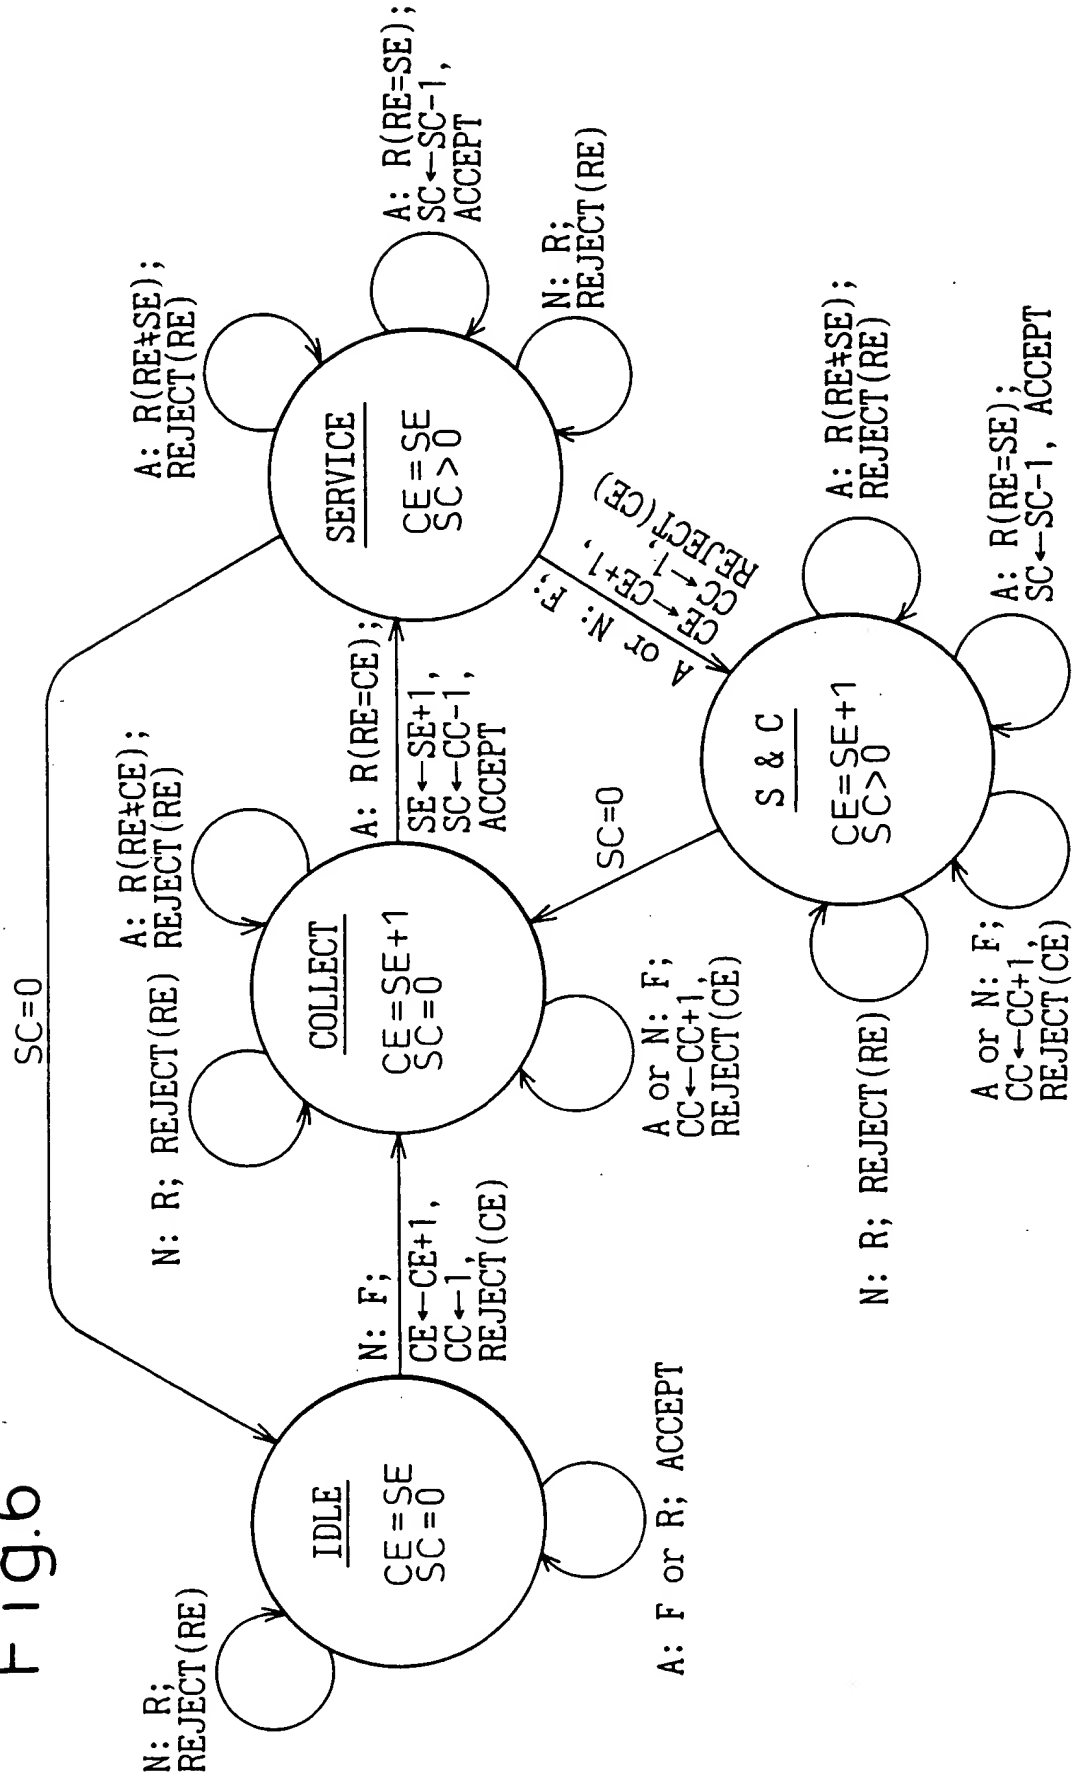 Fig.6
SC=0
N: R;
REJECT(RE)
IDLE
CE=SE
SC=0
A: F or R; ACCEPT
N: F;
CE←CE+1,
CC←1,
REJECT(CE)
N: R; REJECT(RE)
A: R(RE≠CE);
REJECT(RE)
COLLECT
CE=SE+1
SC=0
A or N: F;
CC←CC+1,
REJECT(CE)
A: R(RE=CE);
SE←SE+1,
SC←CC-1,
ACCEPT
A: R(RE≠SE);
REJECT(RE)
SERVICE
CE=SE
SC>0
A: R(RE=SE);
SC←SC-1,
ACCEPT
N: R;
REJECT(RE)
A or N: F;
CE←CE+1,
CC←1,
REJECT(CE)
SC=0
S & C
CE=SE+1
SC>0
N: R; REJECT(RE)
A or N: F;
CC←CC+1,
REJECT(CE)
A: R(RE=SE);
SC←SC-1, ACCEPT
A: R(RE≠SE);
REJECT(RE)